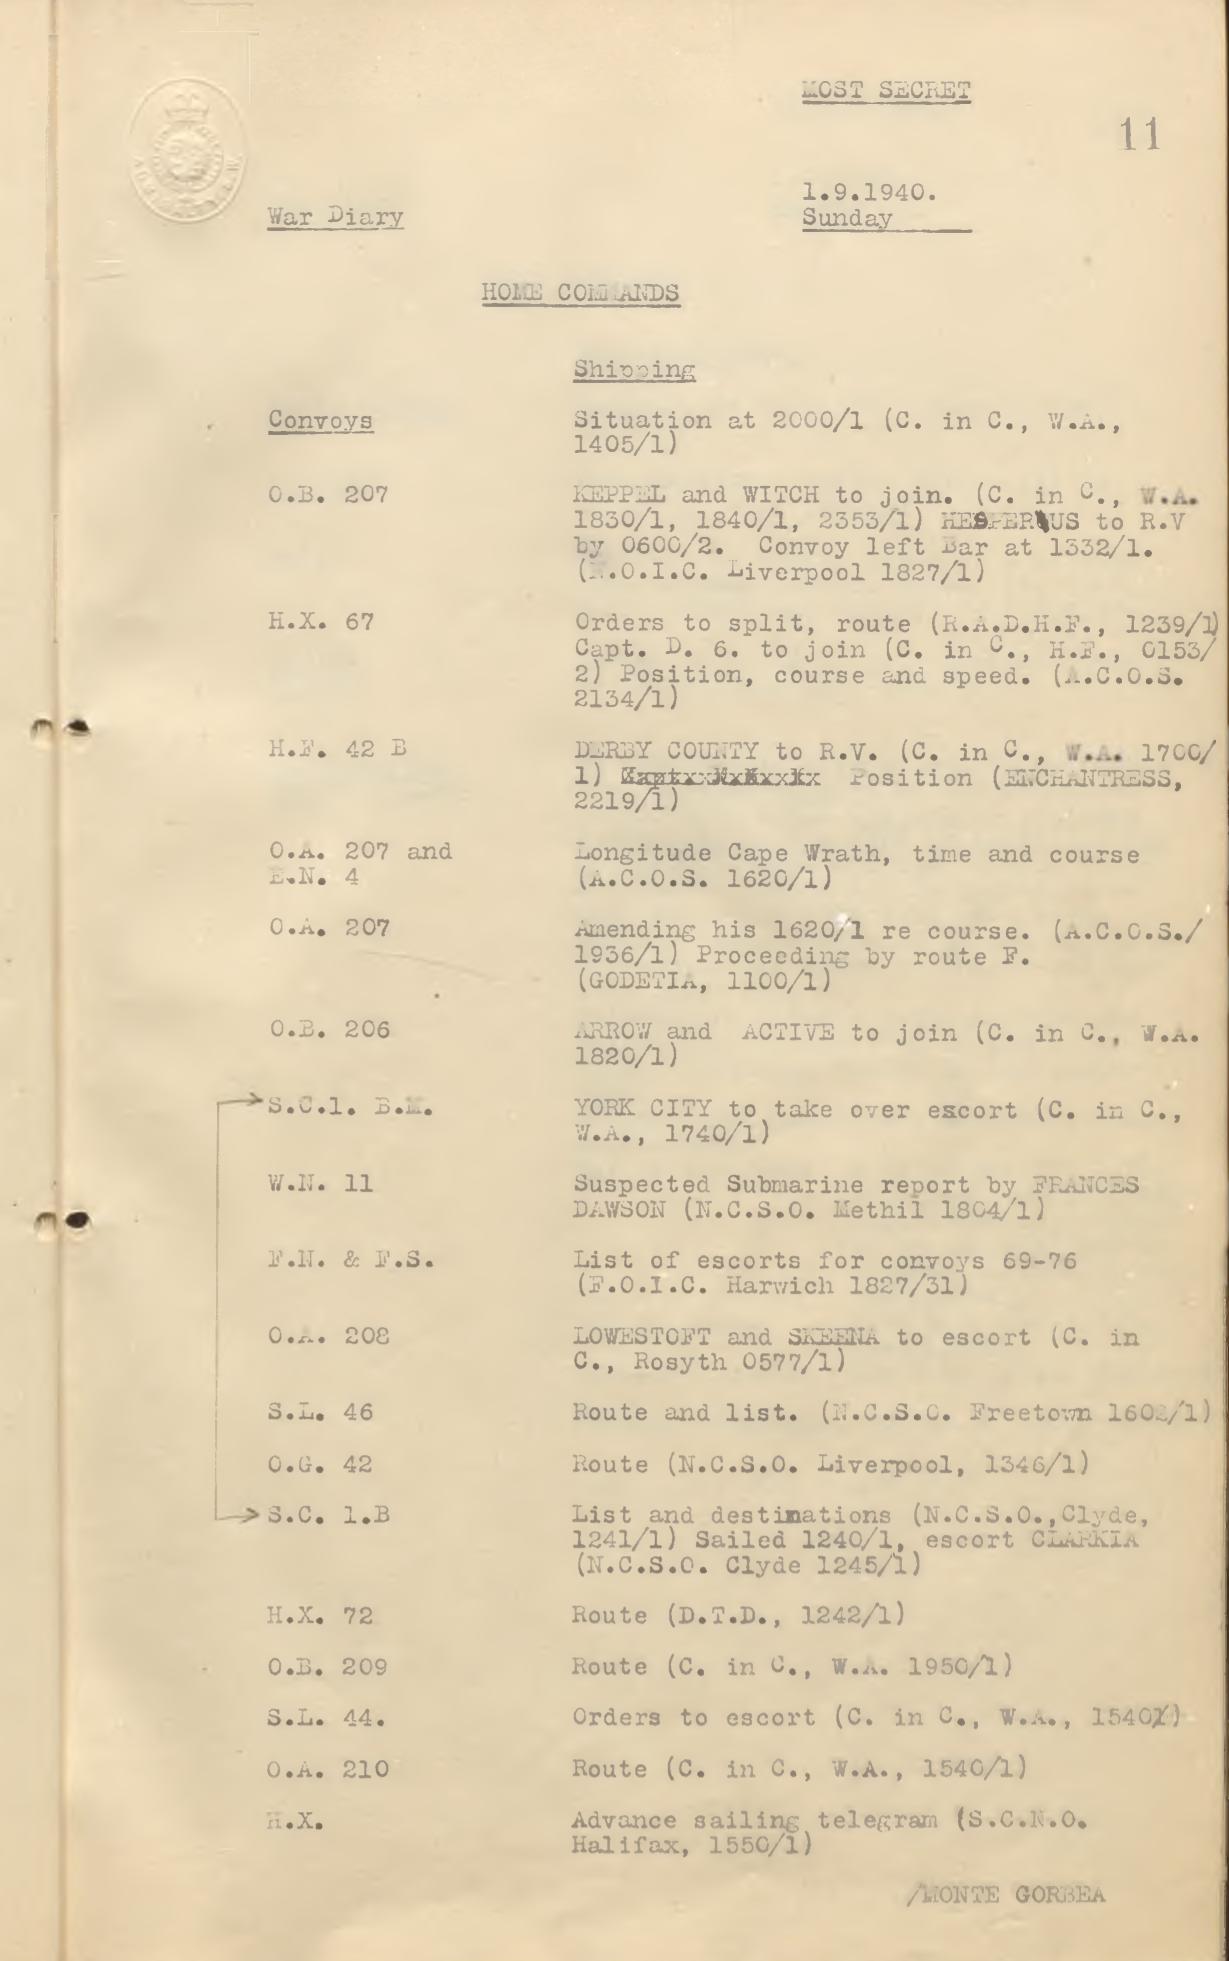 MOST SECRET
11
1.9.1940.
War Diary
Sunday
HOME COMMANDS
Shipping
Convoys Situation at 2000/1 (C. in C., W.A.,
1405/1)
O.B. 207 KEPPEL and WITCH to join. (C. in C., W.A.
1830/1, 1840/1, 2353/1) HESPERUS to R.V
by 0600/2. Convoy left Bar at 1332/1.
(N.O.I.C. Liverpool 1827/1)
H.X. 67 Orders to split, route (R.A.D.H.F., 1239/1)
Capt. D. 6. to join (C. in C., H.F., 0153/
2) Position, course and speed. (A.C.O.S.
2134/1)
H.F. 42 B DERBY COUNTY to R.V. (C. in C., W.A. 1700/
1) Position (ENCHANTRESS,
2219/1)
O.A. 207 and Longitude Cape Wrath, time and course
E.N. 4 (A.C.O.S. 1620/1)
O.A. 207 Amending his 1620/1 re course. (A.C.O.S./
1936/1) Proceeding by route F.
(GODETIA, 1100/1)
O.B. 206 ARROW and ACTIVE to join (C. in C., W.A.
1820/1)
S.C.1. B.M. YORK CITY to take over escort (C. in C.,
W.A., 1740/1)
W.N. 11 Suspected Submarine report by FRANCES
DAWSON (N.C.S.O. Methil 1804/1)
F.N. & F.S. List of escorts for convoys 69-76
(F.O.I.C. Harwich 1827/31)
O.A. 208 LOWESTOFT and SKEENA to escort (C. in
C., Rosyth 0577/1)
S.L. 46 Route and list. (N.C.S.O. Freetown 1602/1)
O.G. 42 Route (N.C.S.O. Liverpool, 1346/1)
S.C. 1.B List and destinations (N.C.S.O.,Clyde,
1241/1) Sailed 1240/1, escort CLARKIA
(N.C.S.O. Clyde 1245/1)
H.X. 72 Route (D.T.D., 1242/1)
O.B. 209 Route (C. in C., W.A. 1950/1)
S.L. 44. Orders to escort (C. in C., W.A., 1540/1)
O.A. 210 Route (C. in C., W.A., 1540/1)
H.X. Advance sailing telegram (S.C.N.O.
Halifax, 1550/1)
/MONTE GORBEA